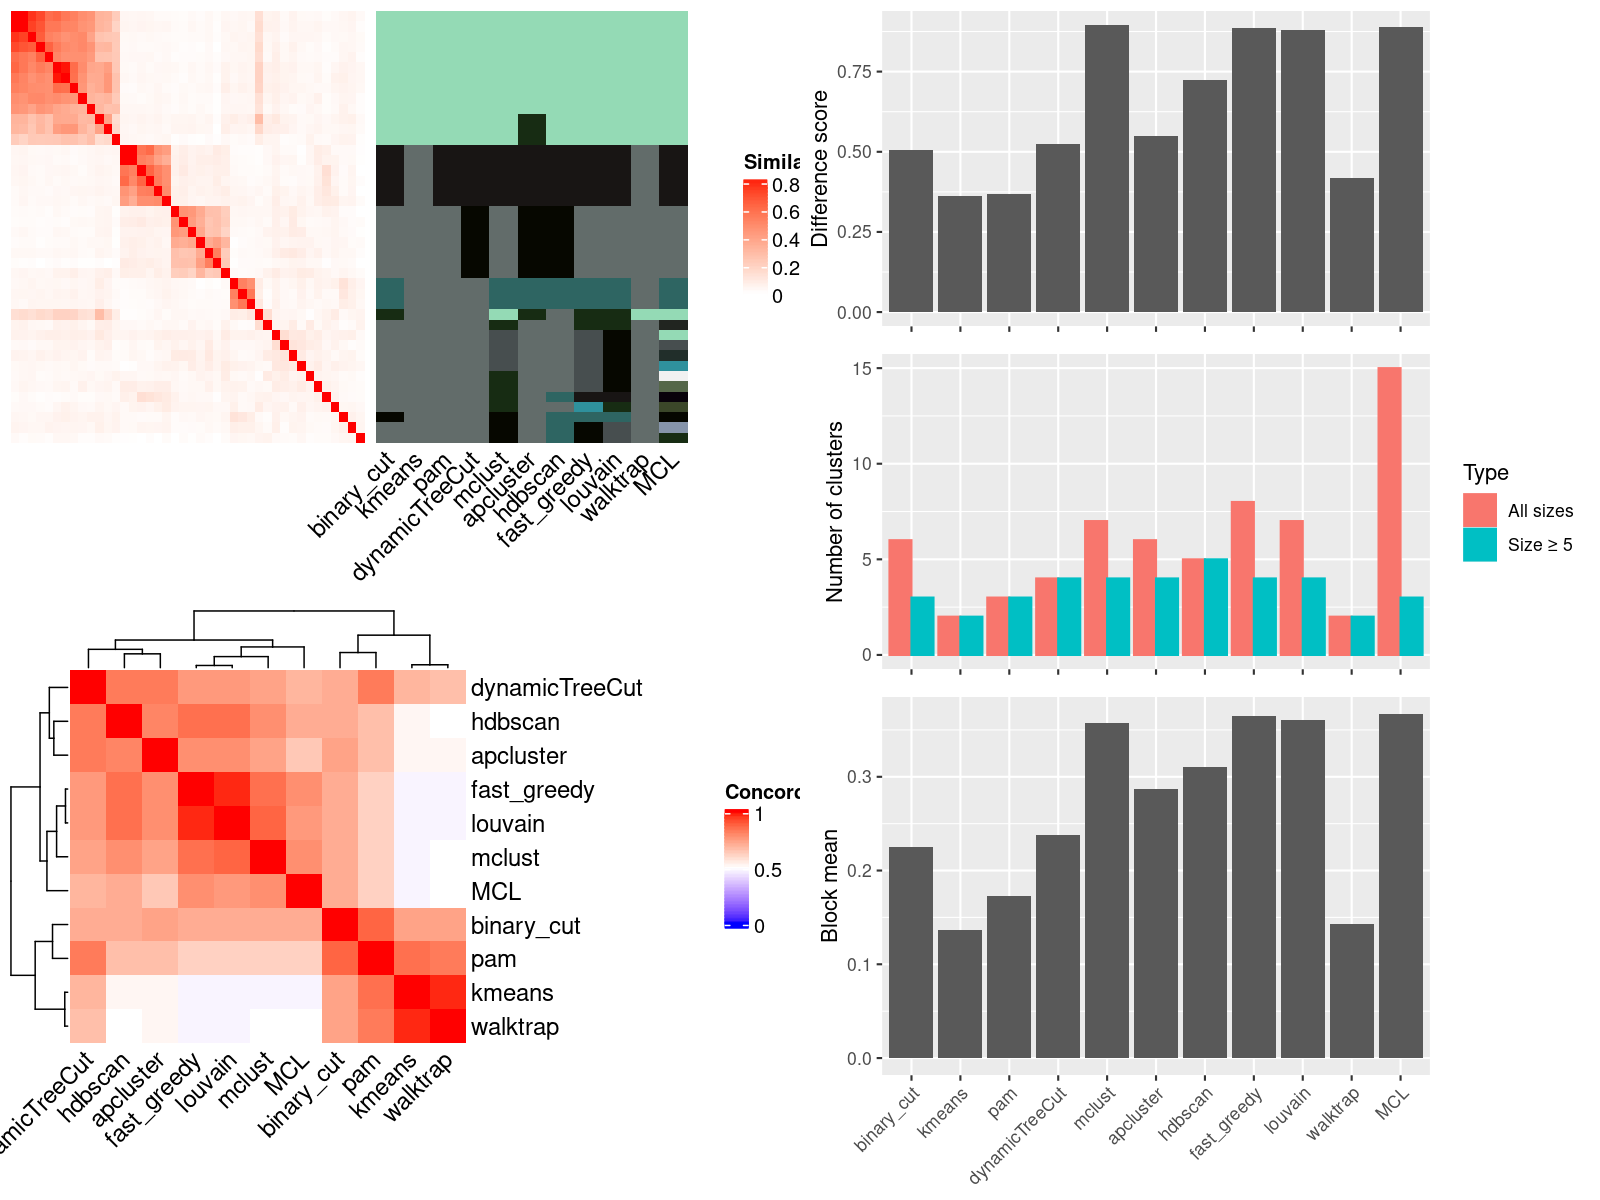 Simila
0.8
0.6
0.4
0.2
0
binary_cut
kmeans
pam
dynamicTreeCut
mclust
apcluster
hdbscan
fast_greedy
louvain
walktrap
MCL
Difference score
0.75
0.50
0.25
0.00
Number of clusters
15
10
5
0
Type
All sizes
Size ≥ 5
Block mean
0.3
0.2
0.1
0.0
binary_cut
kmeans
pam
dynamicTreeCut
mclust
apcluster
hdbscan
fast_greedy
louvain
walktrap
MCL
dynamicTreeCut
hdbscan
apcluster
fast_greedy
louvain
mclust
MCL
binary_cut
pam
kmeans
walktrap
Concord
1
0.5
0
amicTreeCut
hdbscan
apcluster
fast_greedy
louvain
mclust
MCL
binary_cut
pam
kmeans
walktrap